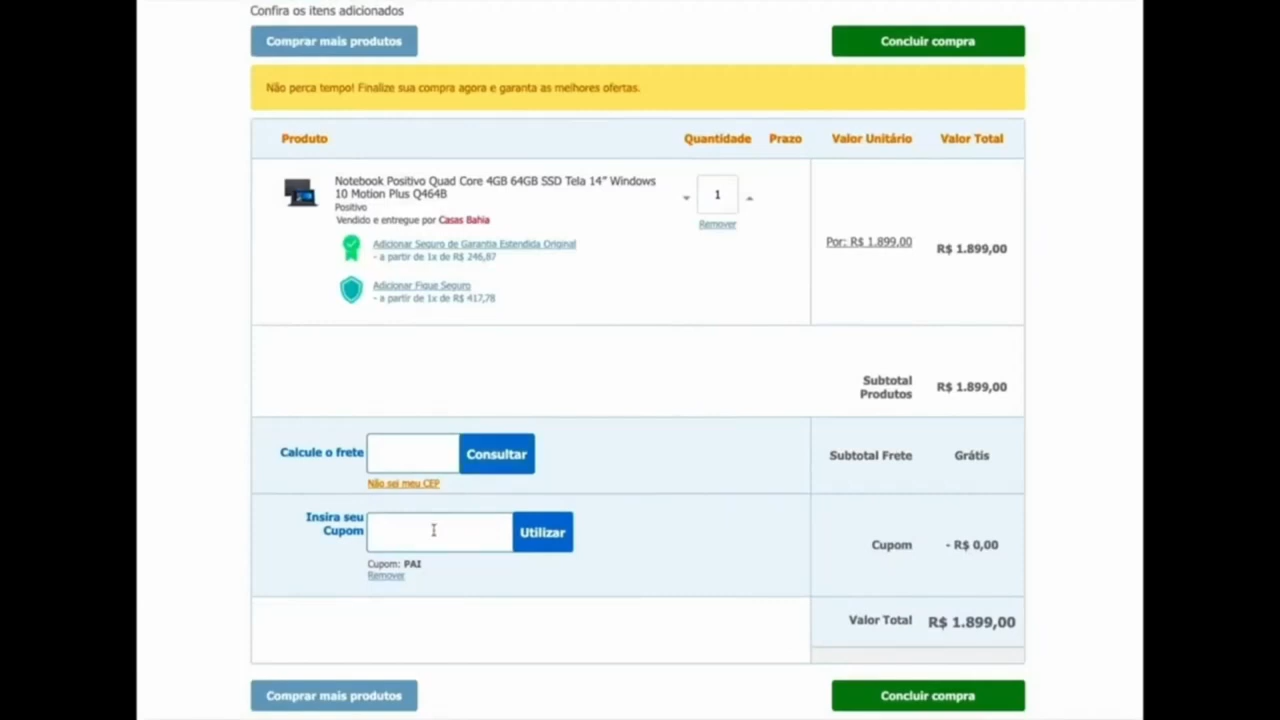 Confira os itens adicionados
Comprar mais produtos
Concluir compra
Não perca tempo! Finalize sua compra agora e garanta as melhores ofertas.
Produto
Quantidade
Prazo
Valor Unitário
Valor Total
Notebook Positivo Quad Core 4GB 64GB SSD Tela 14" Windows
10 Motion Plus Q464B
Positivo
Vendido e entregue por Casas Bahia
1
Remover
Adicionar Seguro de Garantia Estendida Original
- a partir de 1x de R$ 246,87
Adicionar Fique Seguro
- a partir de 1x de R$ 417,78
Por: R$ 1.899,00
R$ 1.899,00
Subtotal
Produtos
R$ 1.899,00
Calcule o frete
Consultar
Não sei meu CEP
Subtotal Frete
Grátis
Insira seu
Cupom
Utilizar
Cupom: PAI
Remover
Cupom
- R$ 0,00
Valor Total
R$ 1.899,00
Comprar mais produtos
Concluir compra